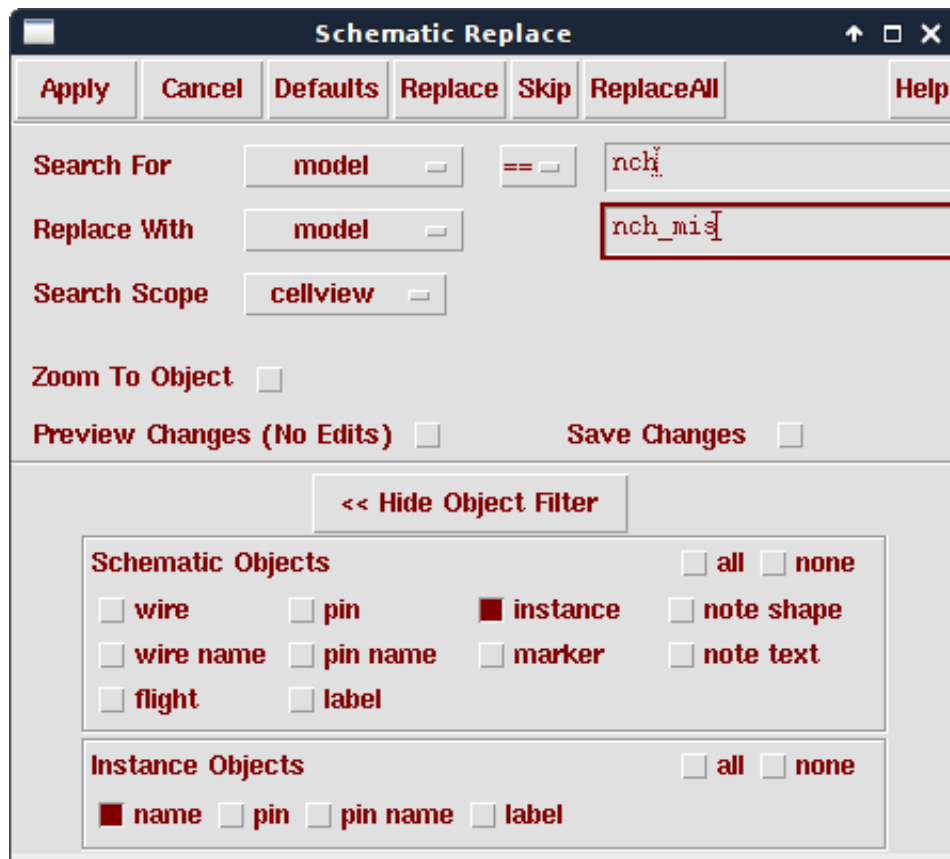 Schematic Replace
Apply Cancel Defaults Replace Skip ReplaceAll Help
Search For model == nch
Replace With model nch_mis
Search Scope cellview
Zoom To Object
Preview Changes (No Edits) Save Changes
<< Hide Object Filter
Schematic Objects all none
wire pin instance note shape
wire name pin name marker note text
flight label
Instance Objects all none
name pin pin name label